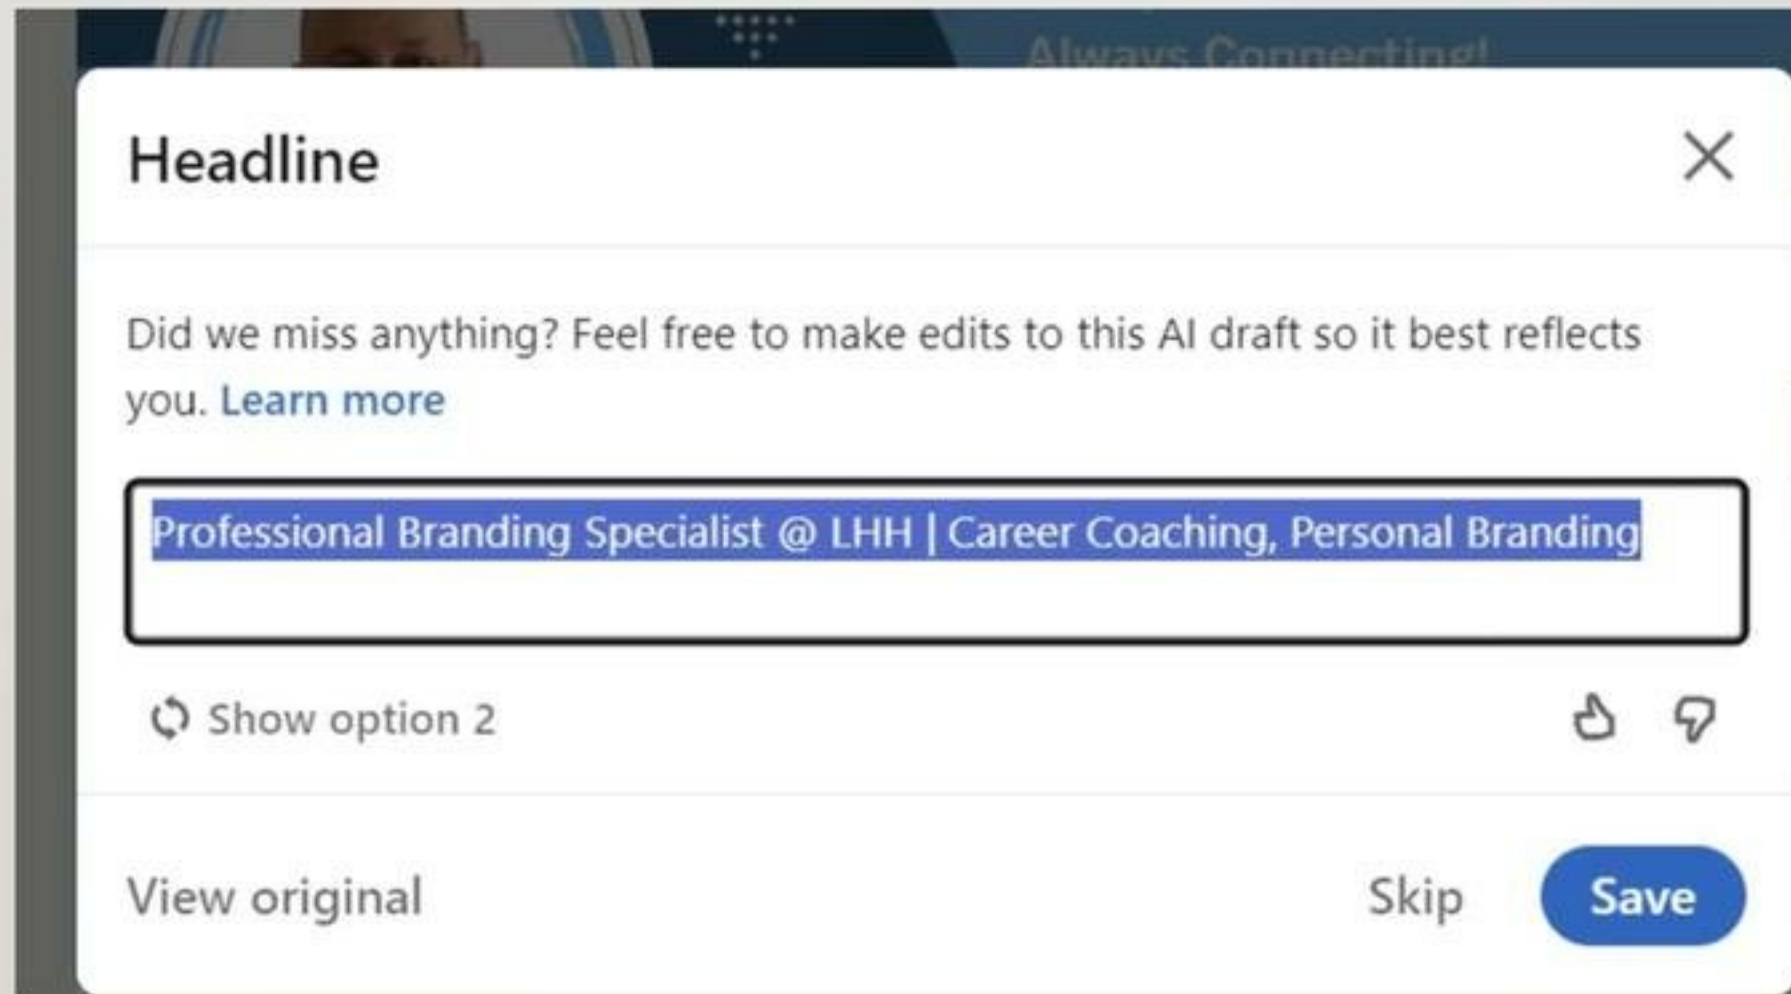 Always Connecting!
Headline
Did we miss anything? Feel free to make edits to this AI draft so it best reflects
you. Learn more
Professional Branding Specialist @ LHH | Career Coaching, Personal Branding
Show option 2
View original
Skip
Save